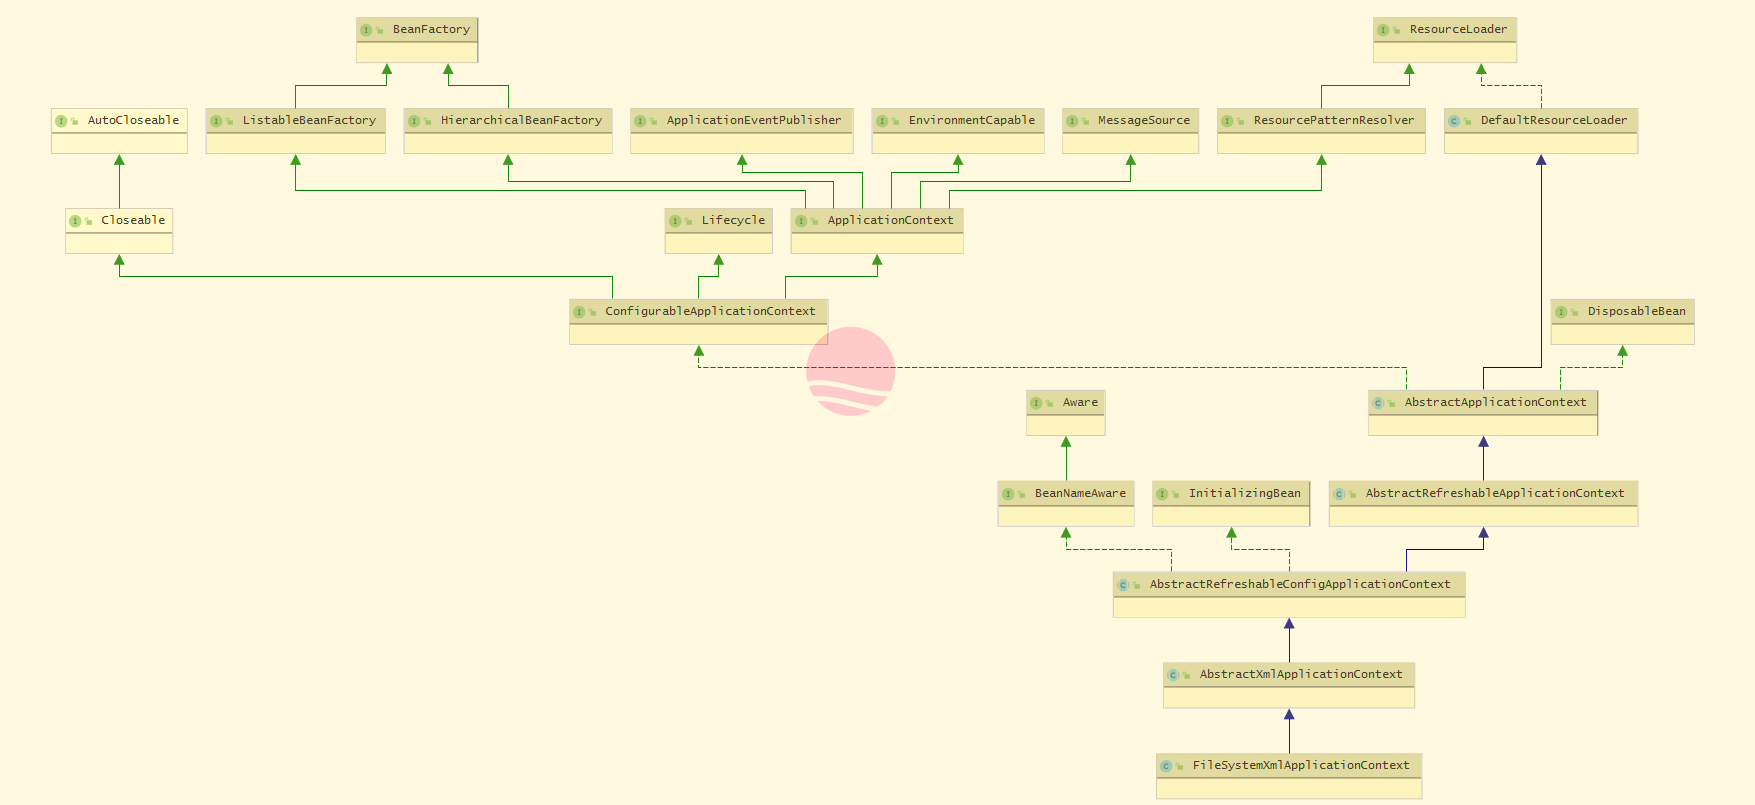 BeanFactory
ResourceLoader
AutoCloseable
ListableBeanFactory
HierarchicalBeanFactory
ApplicationEventPublisher
EnvironmentCapable
MessageSource
ResourcePatternResolver
DefaultResourceLoader
Closeable
Lifecycle
ApplicationContext
ConfigurableApplicationContext
DisposableBean
Aware
AbstractApplicationContext
BeanNameAware
InitializingBean
AbstractRefreshableApplicationContext
AbstractRefreshableConfigApplicationContext
AbstractXmlApplicationContext
FileSystemXmlApplicationContext